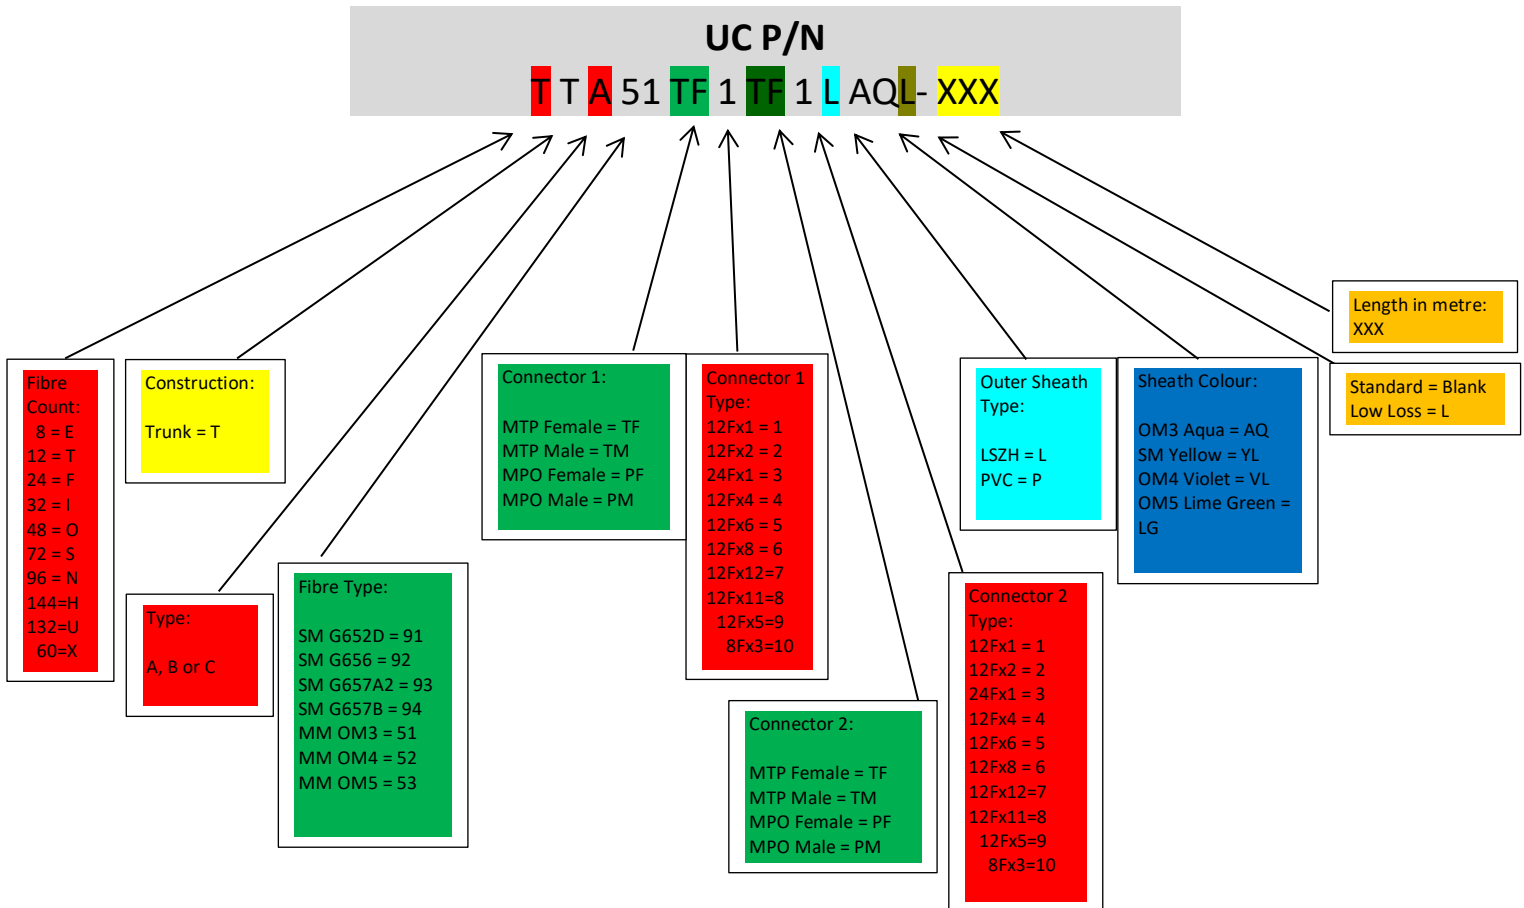 UC P/N
T T A 51 TF 1 TF 1 L AQL- XXX
Length in metre:
XXX
Standard = Blank
Low Loss = L
Fibre
Count:
8 = E
12 = T
24 = F
32 = I
48 = O
72 = S
96 = N
144=H
132=U
60=X
Construction:
Trunk = T
Type:
A, B or C
Fibre Type:
SM G652D = 91
SM G656 = 92
SM G657A2 = 93
SM G657B = 94
MM OM3 = 51
MM OM4 = 52
MM OM5 = 53
Connector 1:
MTP Female = TF
MTP Male = TM
MPO Female = PF
MPO Male = PM
Connector 1
Type:
12Fx1 = 1
12Fx2 = 2
24Fx1 = 3
12Fx4 = 4
12Fx6 = 5
12Fx8 = 6
12Fx12=7
12Fx11=8
12Fx5=9
8Fx3=10
Connector 2:
MTP Female = TF
MTP Male = TM
MPO Female = PF
MPO Male = PM
Connector 2
Type:
12Fx1 = 1
12Fx2 = 2
24Fx1 = 3
12Fx4 = 4
12Fx6 = 5
12Fx8 = 6
12Fx12=7
12Fx11=8
12Fx5=9
8Fx3=10
Outer Sheath
Type:
LSZH = L
PVC = P
Sheath Colour:
OM3 Aqua = AQ
SM Yellow = YL
OM4 Violet = VL
OM5 Lime Green =
LG